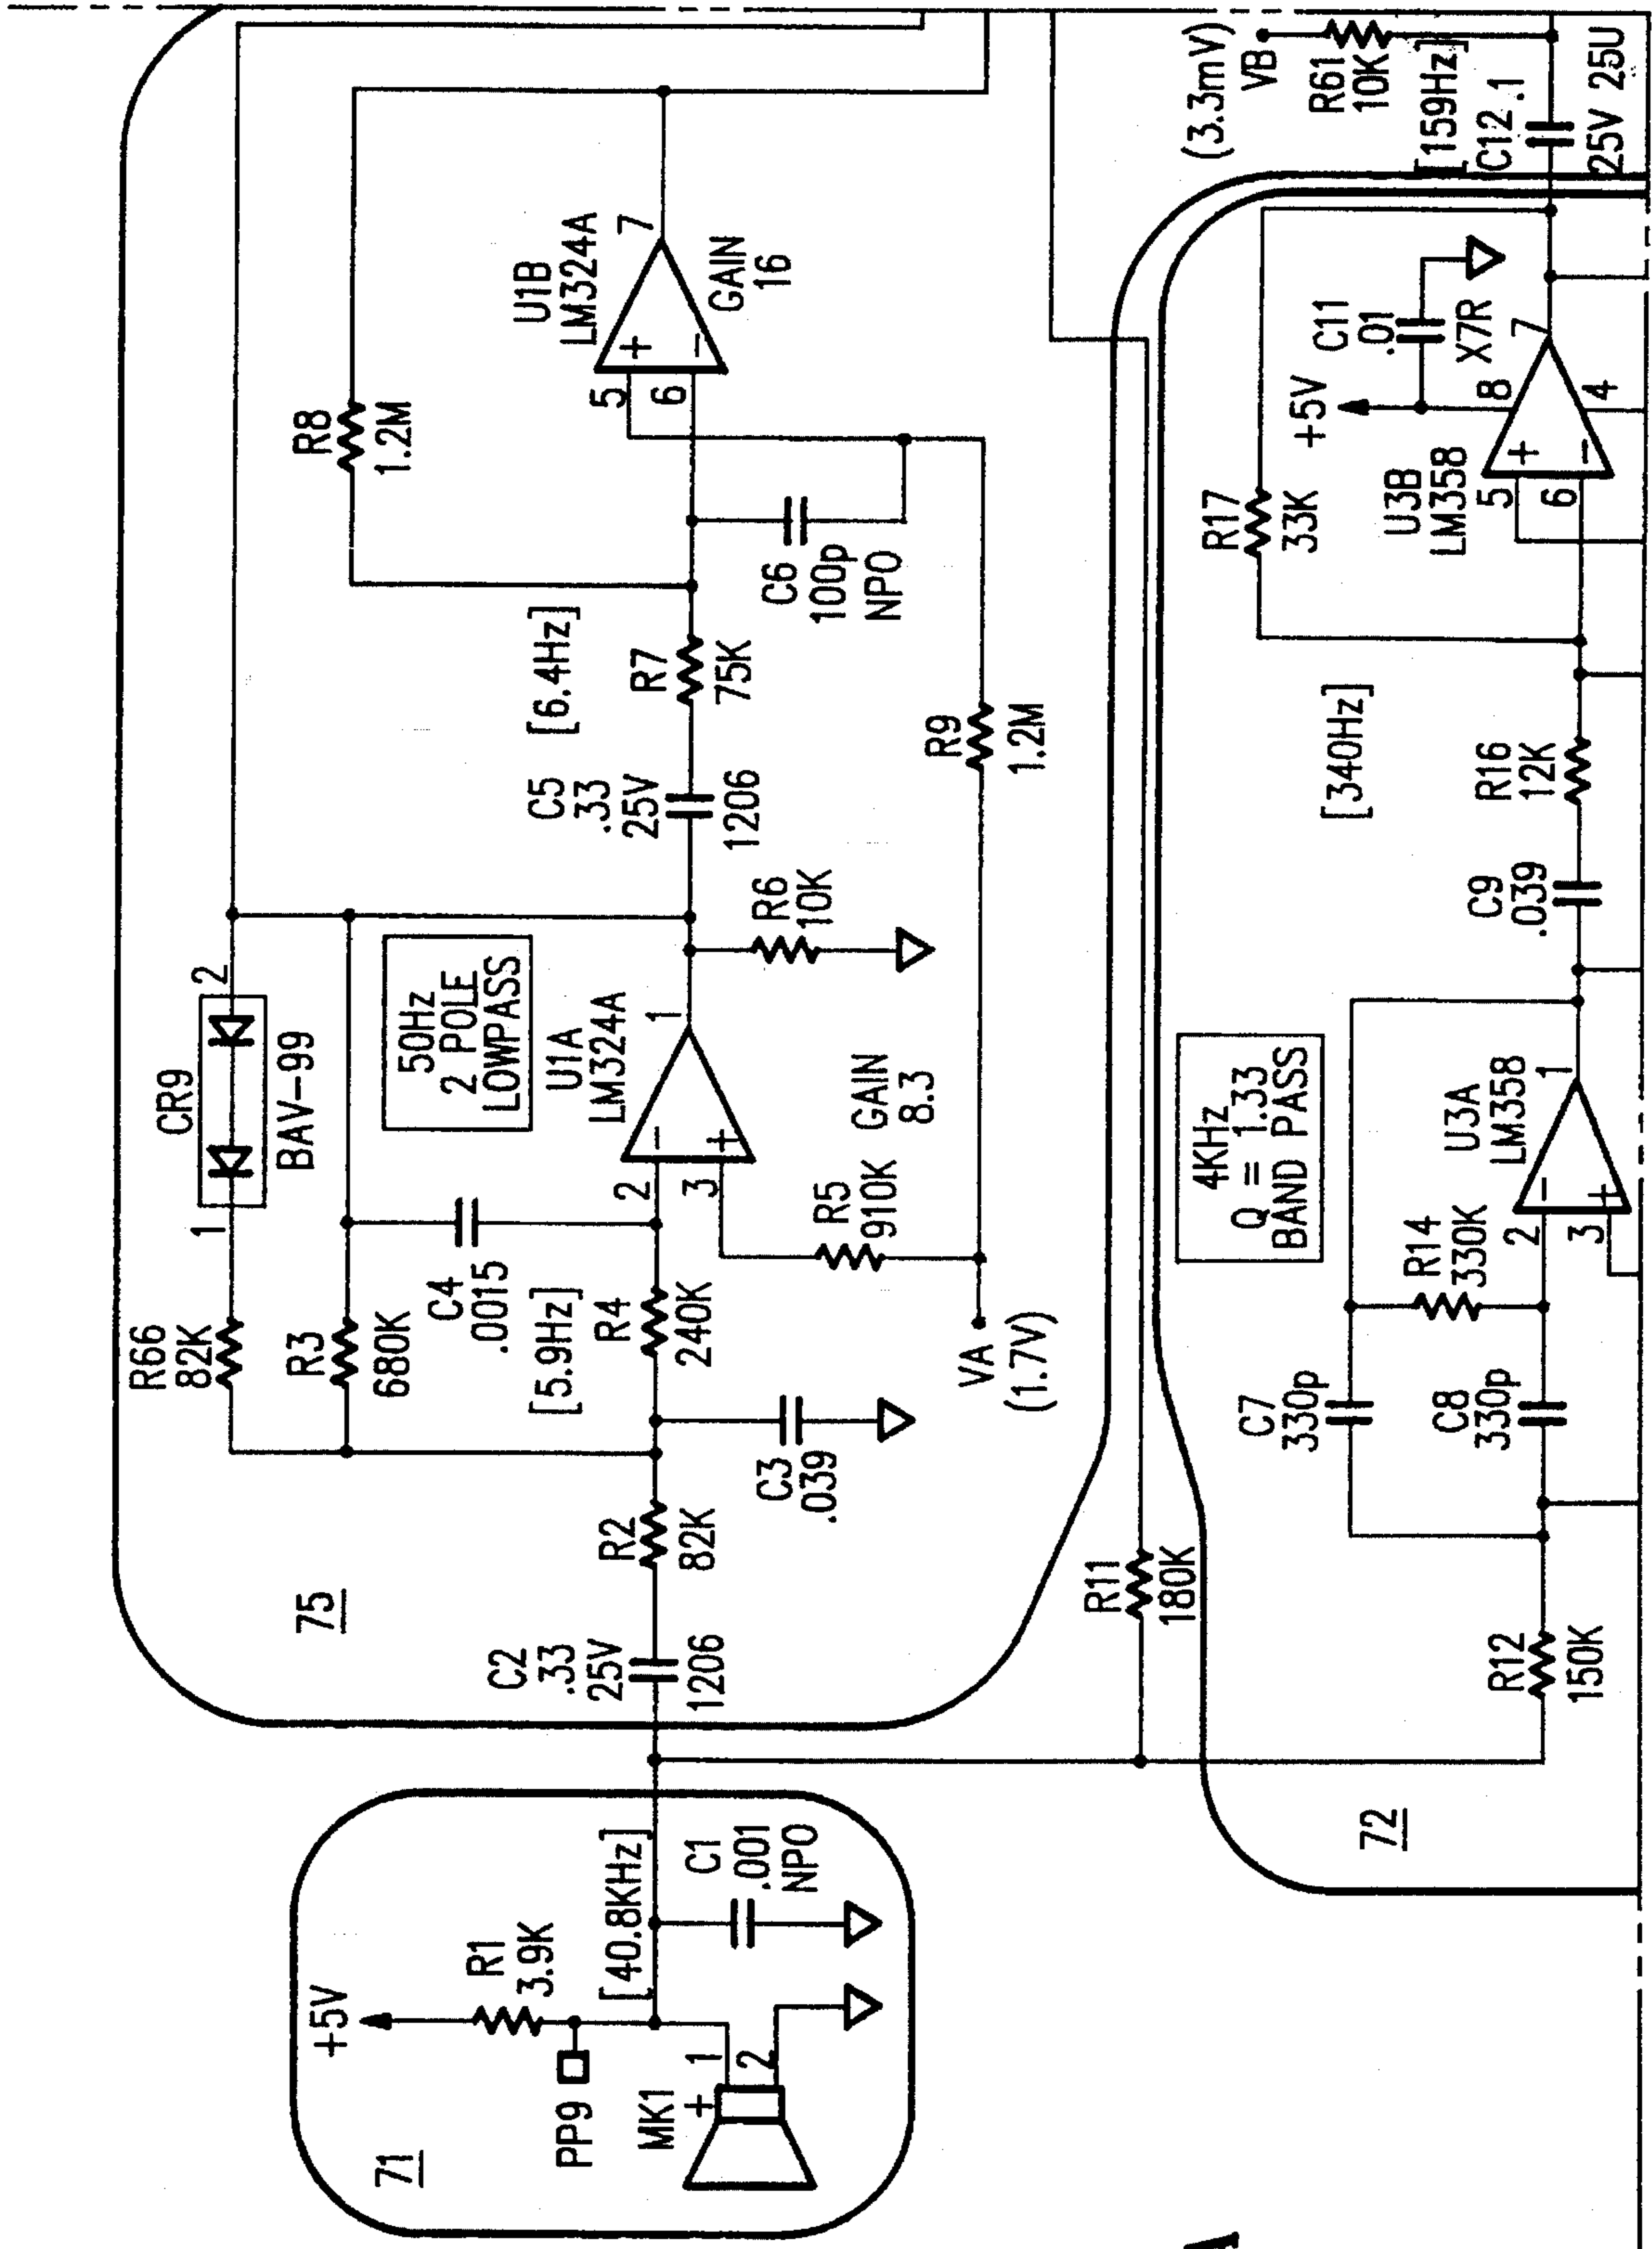 71
+5V
R1
3.9K
PP9
MK1
+
1
2
[40.8KHz]
C1
.001
NPO
75
C2
.33
25V
1206
R2
82K
R66
82K
R3
680K
C3
.039
C4
.0015
[5.9Hz]
R4
240K
CR9
1
2
BAV-99
50Hz
2 POLE
LOWPASS
U1A
LM324A
2
3
1
−
+
GAIN
8.3
R5
910K
VA
(1.7V)
R6
10K
C5
.33
25V
1206
[6.4Hz]
R7
75K
R9
1.2M
C6
100p
NPO
R8
1.2M
U1B
LM324A
5
6
7
+
−
GAIN
16
R11
180K
72
R12
150K
C7
330p
C8
330p
R14
330K
4KHz
Q = 1.33
BAND PASS
U3A
LM358
2
3
1
−
+
C9
.039
R16
12K
[340Hz]
R17
33K
U3B
LM358
5
6
7
8
4
+
−
+5V
C11
.01
X7R
(3.3mV)
VB
R61
10K
[159Hz]
C12 .1
25V 25U
A